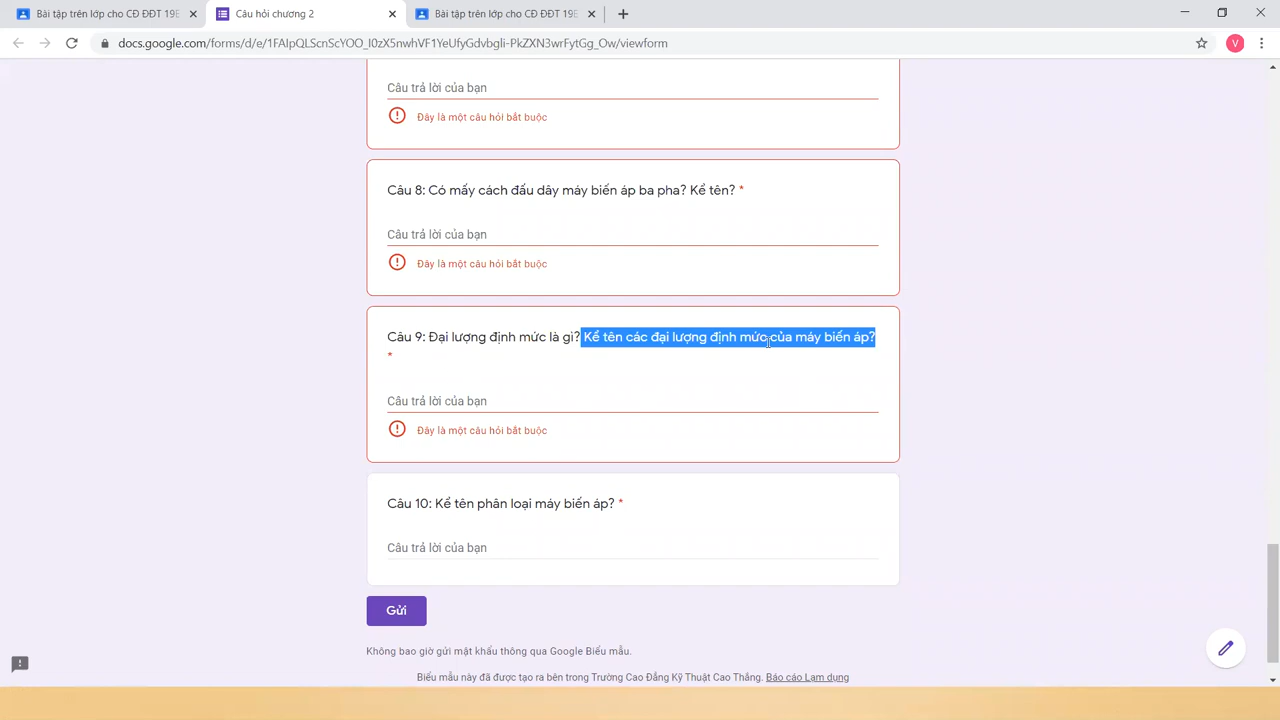 Bài tập trên lớp cho CĐ ĐĐT 19E
Câu hỏi chương 2
Bài tập trên lớp cho CĐ ĐĐT 19E
docs.google.com/forms/d/e/1FAIpQLScnScYOO_I0zX5nwhVF1YeUfyGdvbgli-PkZXN3wrFytGg_Ow/viewform
V
Câu trả lời của bạn
Đây là một câu hỏi bắt buộc
Câu 8: Có mấy cách đấu dây máy biến áp ba pha? Kể tên? *
Câu trả lời của bạn
Đây là một câu hỏi bắt buộc
Câu 9: Đại lượng định mức là gì? Kể tên các đại lượng định mức của máy biến áp?
*
Câu trả lời của bạn
Đây là một câu hỏi bắt buộc
Câu 10: Kể tên phân loại máy biến áp? *
Câu trả lời của bạn
Gửi
Không bao giờ gửi mật khẩu thông qua Google Biểu mẫu.
Biểu mẫu này đã được tạo ra bên trong Trường Cao Đẳng Kỹ Thuật Cao Thắng. Báo cáo Lạm dụng